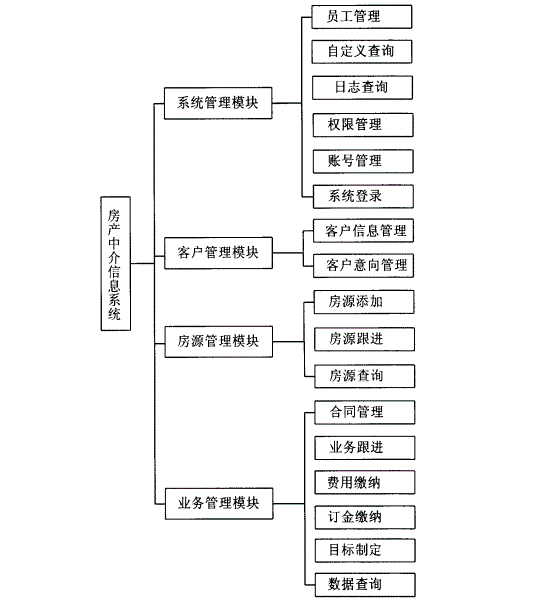 房产中介信息系统
系统管理模块
员工管理
自定义查询
日志查询
权限管理
账号管理
系统登录
客户管理模块
客户信息管理
客户意向管理
房源管理模块
房源添加
房源跟进
房源查询
业务管理模块
合同管理
业务跟进
费用缴纳
订金缴纳
目标制定
数据查询